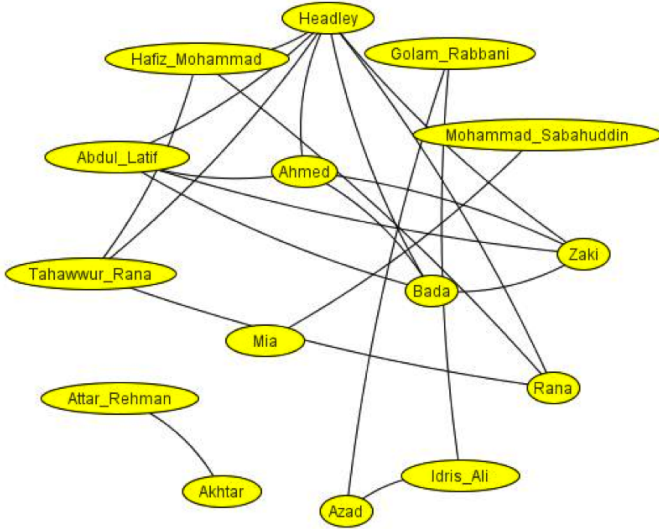 Headley
Hafiz_Mohammad
Golam_Rabbani
Mohammad_Sabahuddin
Abdul_Latif
Ahmed
Zaki
Tahawwur_Rana
Bada
Mia
Rana
Attar_Rehman
Idris_Ali
Akhtar
Azad